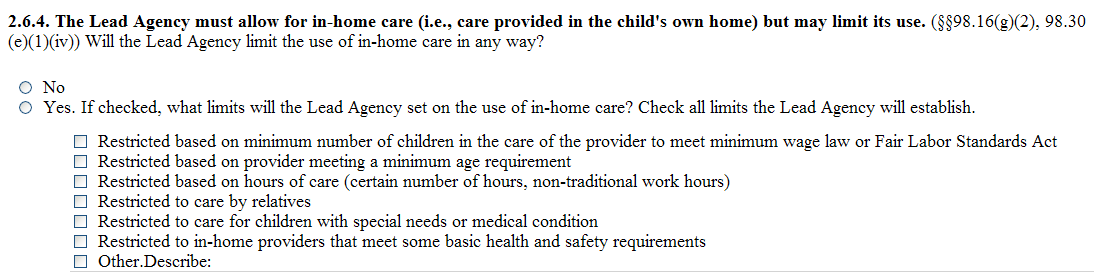 2.6.4. The Lead Agency must allow for in-home care (i.e., care provided in the child's own home) but may limit its use. (§§98.16(g)(2), 98.30
(e)(1)(iv)) Will the Lead Agency limit the use of in-home care in any way?
No
Yes. If checked, what limits will the Lead Agency set on the use of in-home care? Check all limits the Lead Agency will establish.
Restricted based on minimum number of children in the care of the provider to meet minimum wage law or Fair Labor Standards Act
Restricted based on provider meeting a minimum age requirement
Restricted based on hours of care (certain number of hours, non-traditional work hours)
Restricted to care by relatives
Restricted to care for children with special needs or medical condition
Restricted to in-home providers that meet some basic health and safety requirements
Other.Describe: